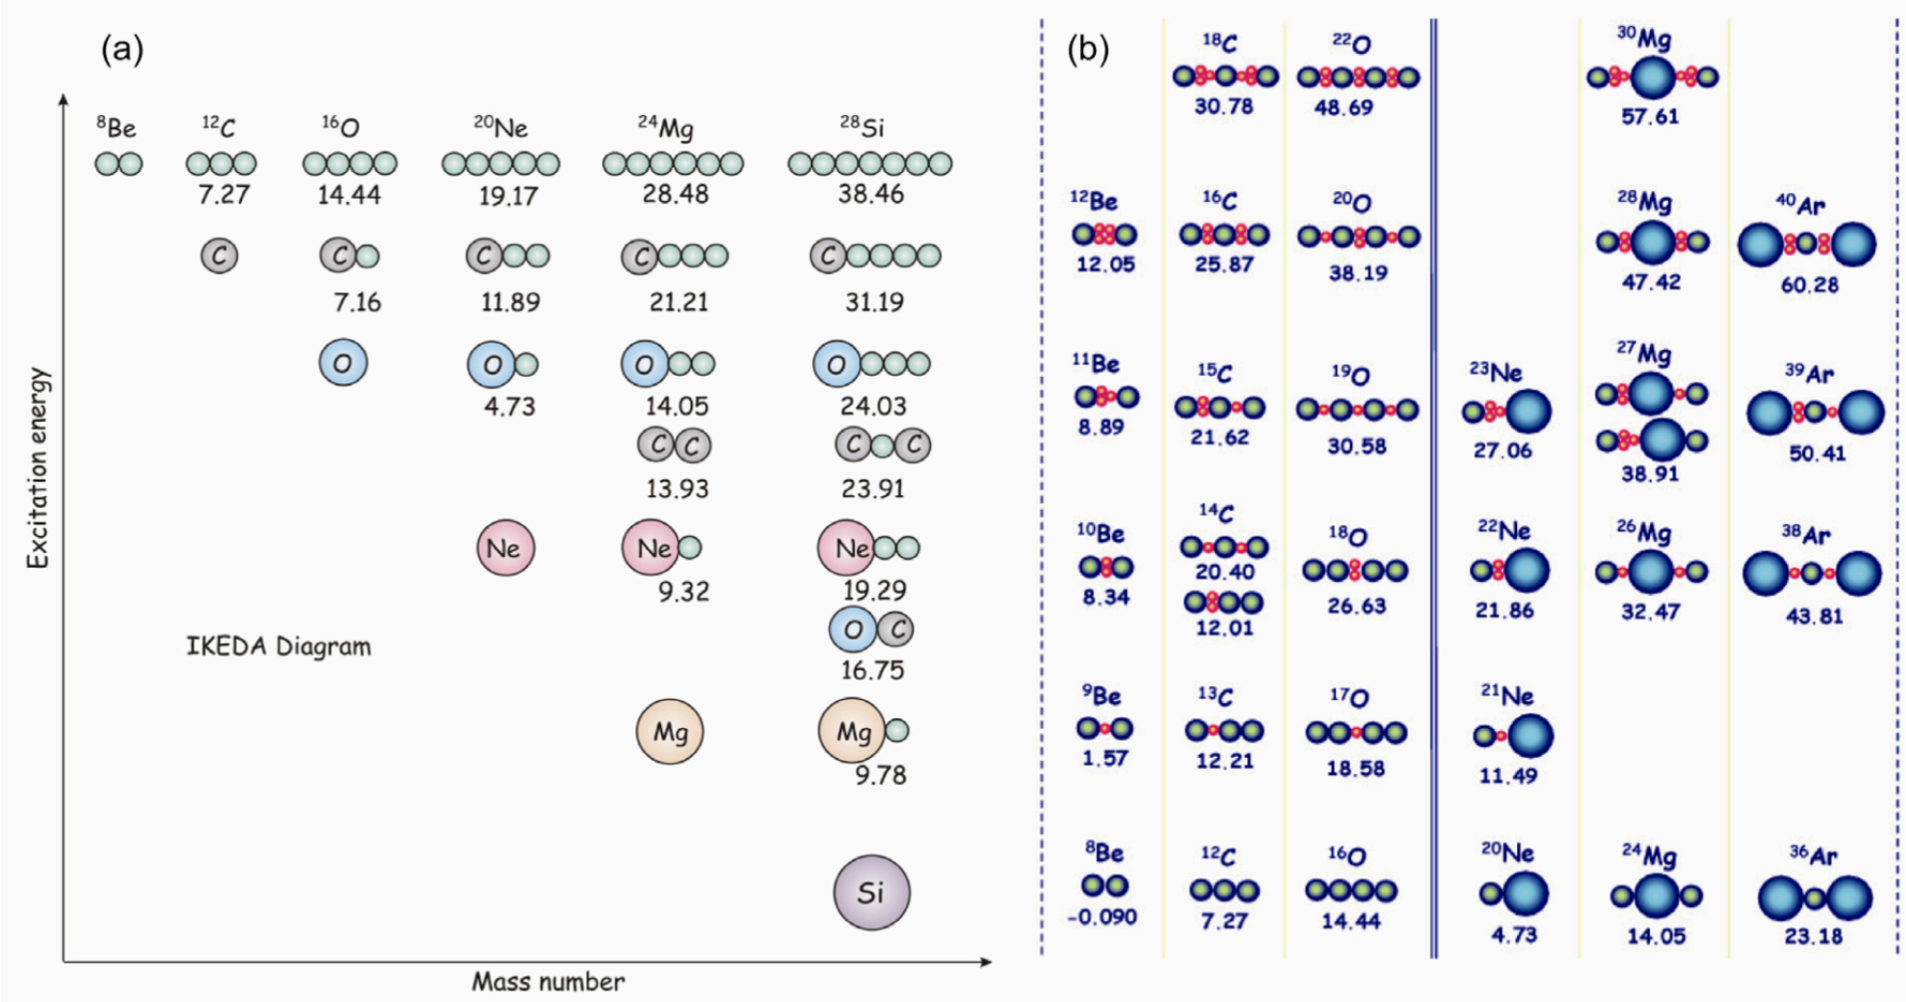 (a)
⁸Be ¹²C ¹⁶O ²⁰Ne ²⁴Mg ²⁸Si
7.27 14.44 19.17 28.48 38.46
C C C C C
7.16 11.89 21.21 31.19
O O O O
4.73 14.05 24.03
C C C C
13.93 23.91
Ne Ne Ne
9.32 19.29
O C
IKEDA Diagram
16.75
Mg Mg
9.78
Si
Excitation energy
Mass number
(b)
¹⁸C ²²O ³⁰Mg
30.78 48.69 57.61
¹²Be ¹⁶C ²⁰O ²⁸Mg ⁴⁰Ar
12.05 25.87 38.19 47.42 60.28
¹¹Be ¹⁵C ¹⁹O ²³Ne ²⁷Mg ³⁹Ar
8.89 21.62 30.58 27.06 38.91 50.41
¹⁰Be ¹⁴C ¹⁸O ²²Ne ²⁶Mg ³⁸Ar
8.34 20.40 26.63 21.86 32.47 43.81
12.01
⁹Be ¹³C ¹⁷O ²¹Ne
1.57 12.21 18.58 11.49
⁸Be ¹²C ¹⁶O ²⁰Ne ²⁴Mg ³⁶Ar
-0.090 7.27 14.44 4.73 14.05 23.18